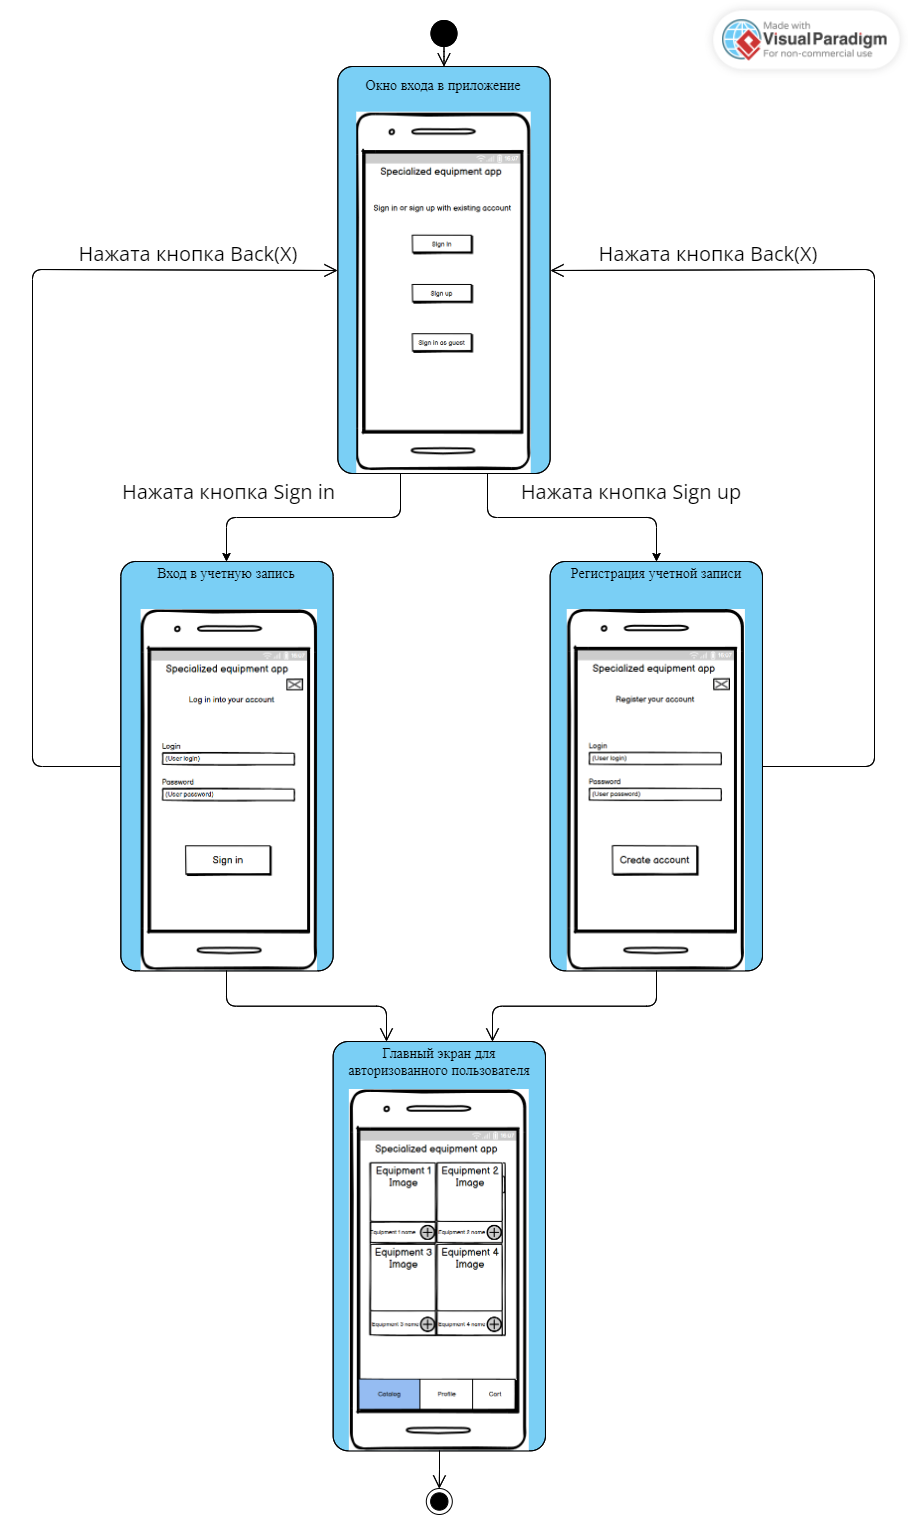 Made with
Visual Paradigm
For non-commercial use
Окно входа в приложение
Specialized equipment app
Sign in or sign up with existing account
Sign in
Sign up
Sign in as guest
Нажата кнопка Back(X)
Нажата кнопка Back(X)
Нажата кнопка Sign in
Нажата кнопка Sign up
Вход в учетную запись
Specialized equipment app
Log in into your account
Login
(User login)
Password
(User password)
Sign in
Регистрация учетной записи
Specialized equipment app
Register your account
Login
(User login)
Password
(User password)
Create account
Главный экран для
авторизованного пользователя
Specialized equipment app
Equipment 1
Image
Equipment 2
Image
Equipment 1 name
Equipment 2 name
Equipment 3
Image
Equipment 4
Image
Equipment 3 name
Equipment 4 name
Catalog
Profile
Cart